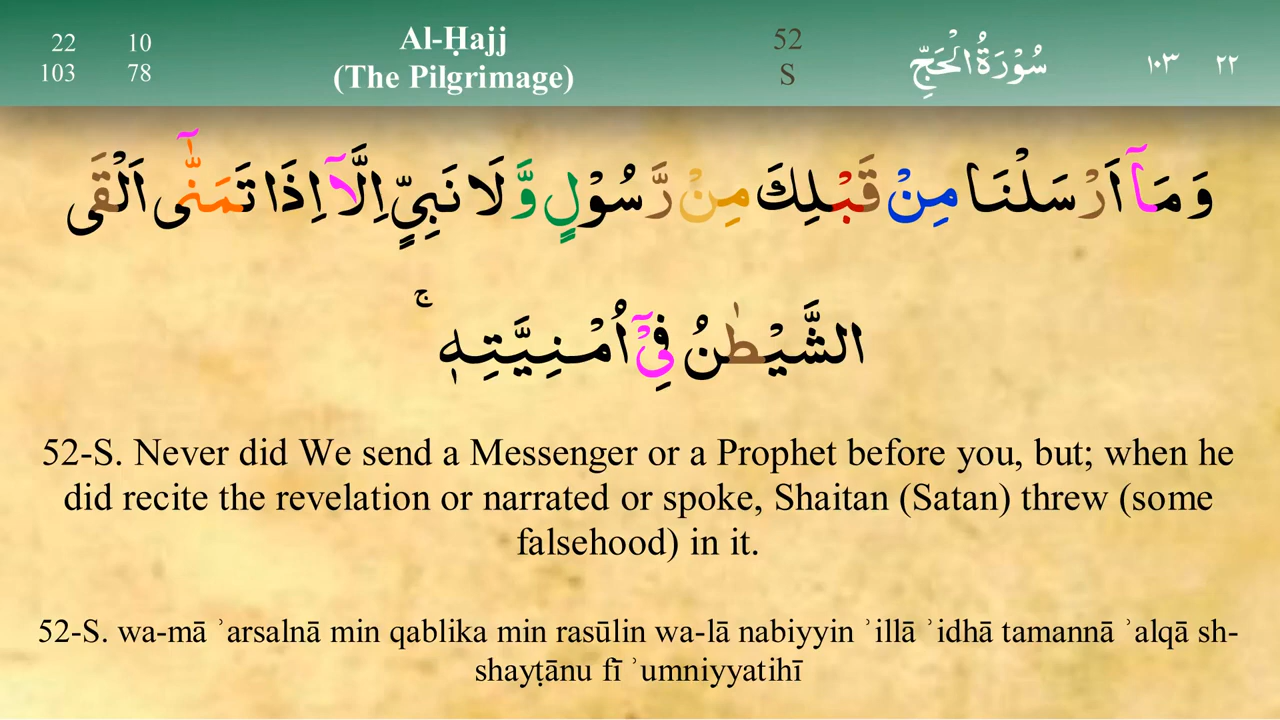 22 10
103 78
Al-Ḥajj
(The Pilgrimage)
52
S
سُوْرَةُ الْحَجِّ
١٠٣ ٢٢
وَمَآ اَرْسَلْنَا مِنْ قَبْلِكَ مِنْ رَّسُوْلٍ وَّلَا نَبِيٍّ اِلَّآ اِذَا تَمَنّٰٓى اَلْقَى
الشَّيْطٰنُ فِيْٓ اُمْنِيَّتِهٖ ۚ
52-S. Never did We send a Messenger or a Prophet before you, but; when he
did recite the revelation or narrated or spoke, Shaitan (Satan) threw (some
falsehood) in it.
52-S. wa-mā ʾarsalnā min qablika min rasūlin wa-lā nabiyyin ʾillā ʾidhā tamannā ʾalqā sh-
shayṭānu fī ʾumniyyatihī